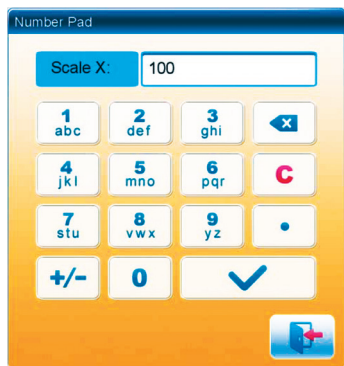 Number Pad
Scale X: 100
1 2 3
abc def ghi
4 5 6 C
jkl mno pqr
7 8 9 .
stu vwx yz
+/- 0